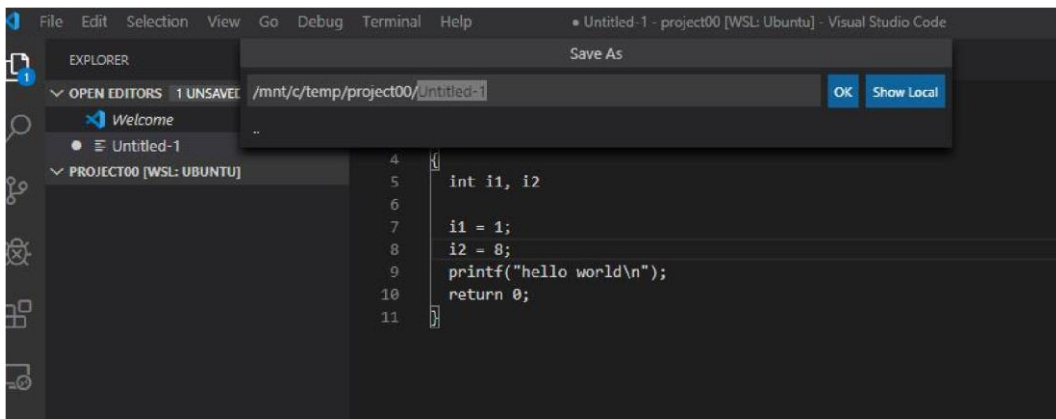 File Edit Selection View Go Debug Terminal Help ● Untitled-1 - project00 [WSL: Ubuntu] - Visual Studio Code
Save As
EXPLORER
/mnt/c/temp/project00/Untitled-1 OK Show Local
OPEN EDITORS 1 UNSAVED
..
Welcome
● Untitled-1
PROJECT00 [WSL: UBUNTU]
1
4 {
5 int i1, i2
6
7 i1 = 1;
8 i2 = 8;
9 printf("hello world\n");
10 return 0;
11 }